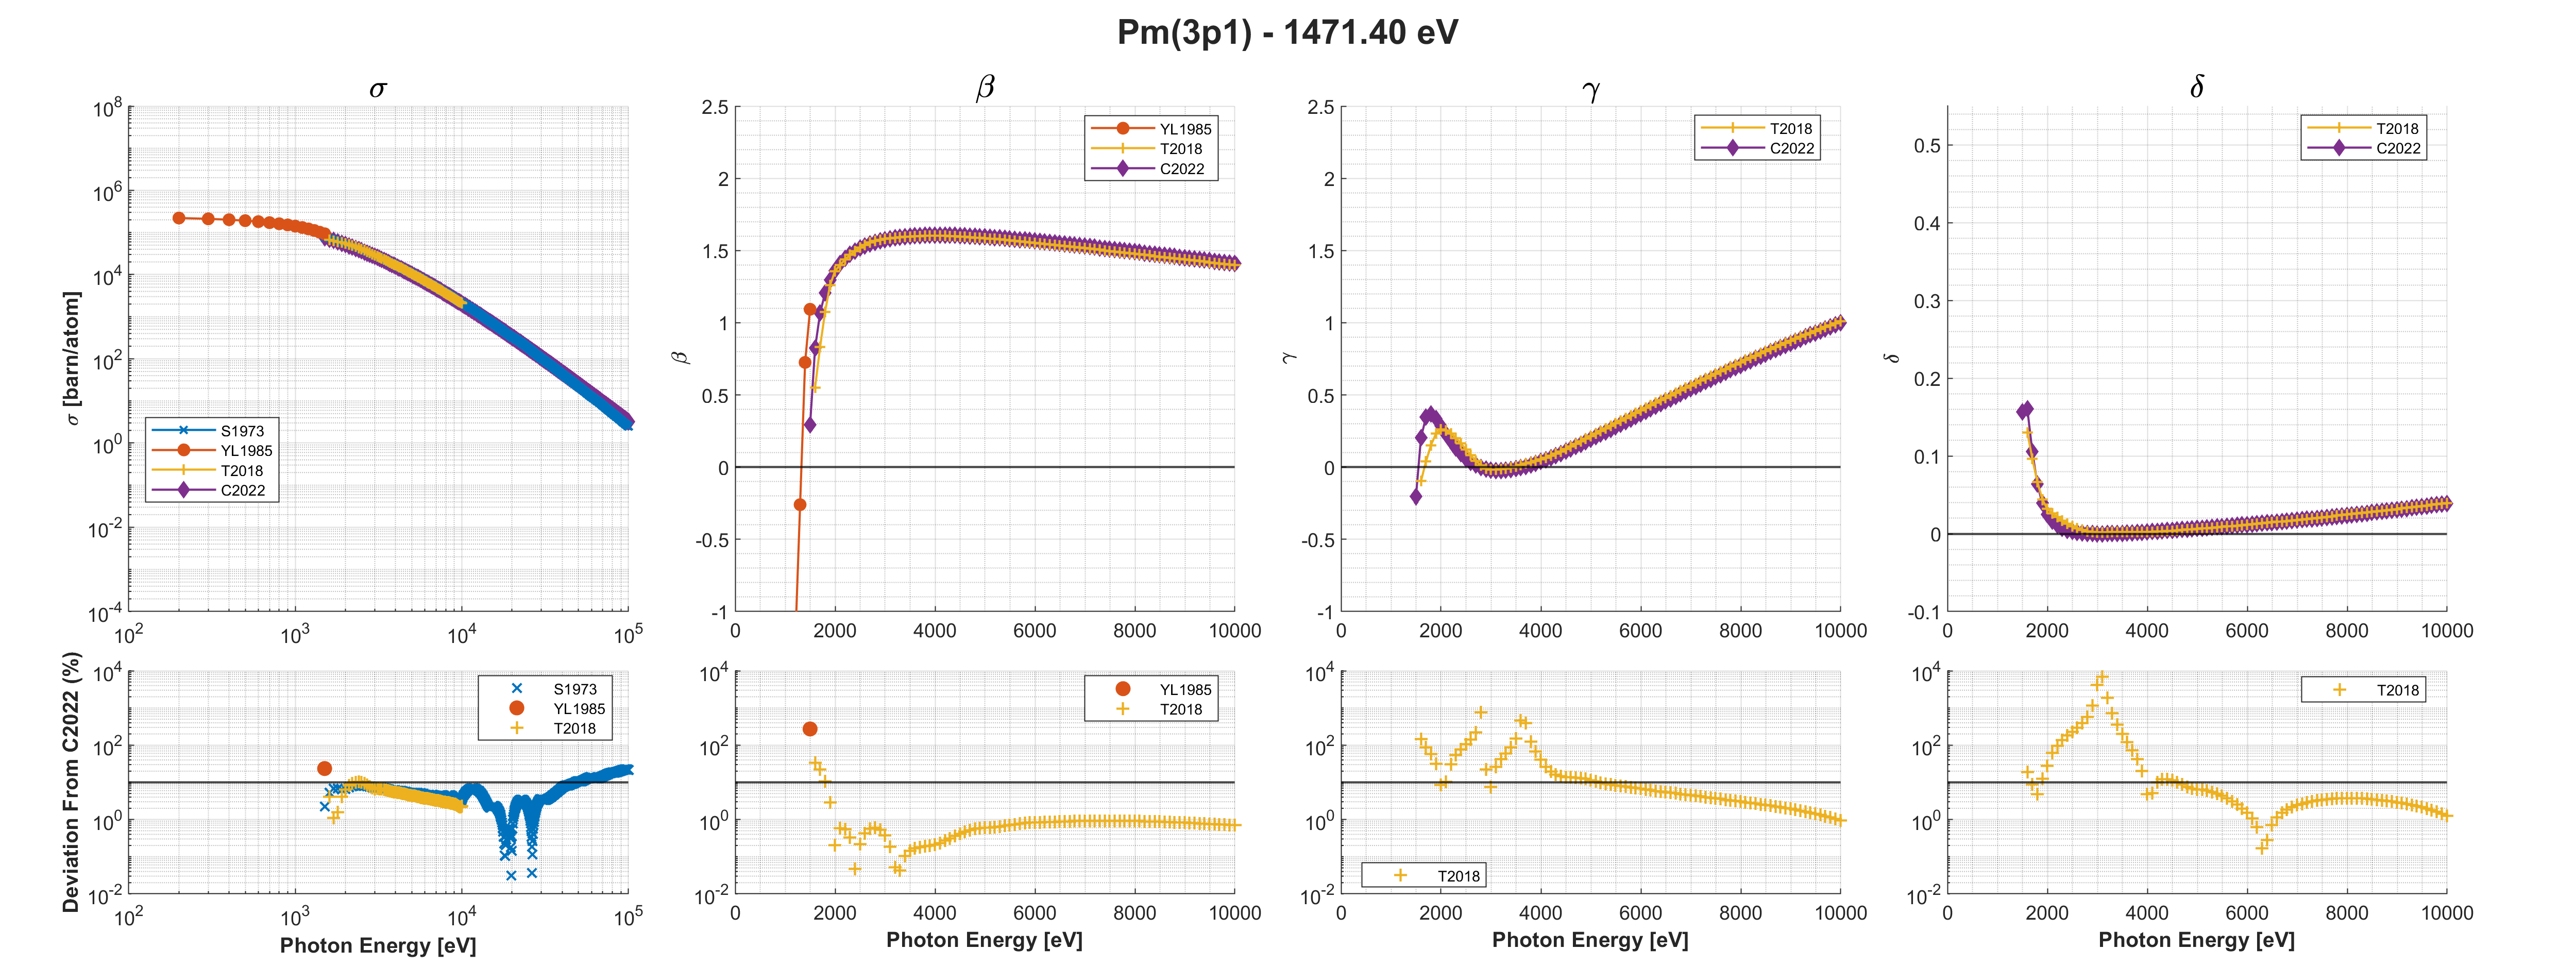 Pm(3p1) - 1471.40 eV
σ
10^8
10^6
10^4
10^2
10^0
10^-2
10^-4
10^2
10^3
10^4
10^5
σ [barn/atom]
S1973
YL1985
T2018
C2022
β
2.5
2
1.5
1
0.5
0
-0.5
-1
0
2000
4000
6000
8000
10000
β
YL1985
T2018
C2022
γ
2.5
2
1.5
1
0.5
0
-0.5
-1
0
2000
4000
6000
8000
10000
γ
T2018
C2022
δ
0.5
0.4
0.3
0.2
0.1
0
-0.1
0
2000
4000
6000
8000
10000
δ
T2018
C2022
Deviation From C2022 (%)
10^4
10^2
10^0
10^-2
10^2
10^3
10^4
10^5
Photon Energy [eV]
S1973
YL1985
T2018
10^4
10^2
10^0
10^-2
0
2000
4000
6000
8000
10000
Photon Energy [eV]
YL1985
T2018
10^4
10^2
10^0
10^-2
0
2000
4000
6000
8000
10000
Photon Energy [eV]
T2018
10^4
10^2
10^0
10^-2
0
2000
4000
6000
8000
10000
Photon Energy [eV]
T2018